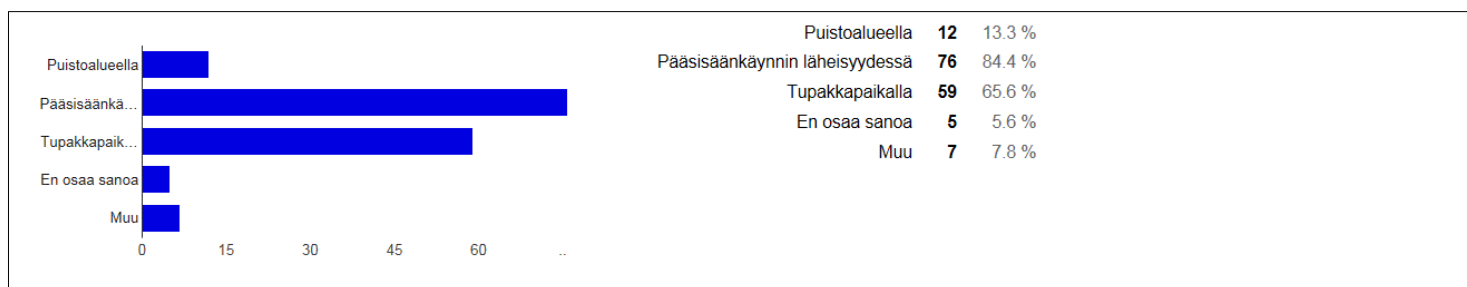 Puistoalueella
Pääsisäänkä...
Tupakkapaik...
En osaa sanoa
Muu
0 15 30 45 60 ..
Puistoalueella 12 13.3 %
Pääsisäänkäynnin läheisyydessä 76 84.4 %
Tupakkapaikalla 59 65.6 %
En osaa sanoa 5 5.6 %
Muu 7 7.8 %